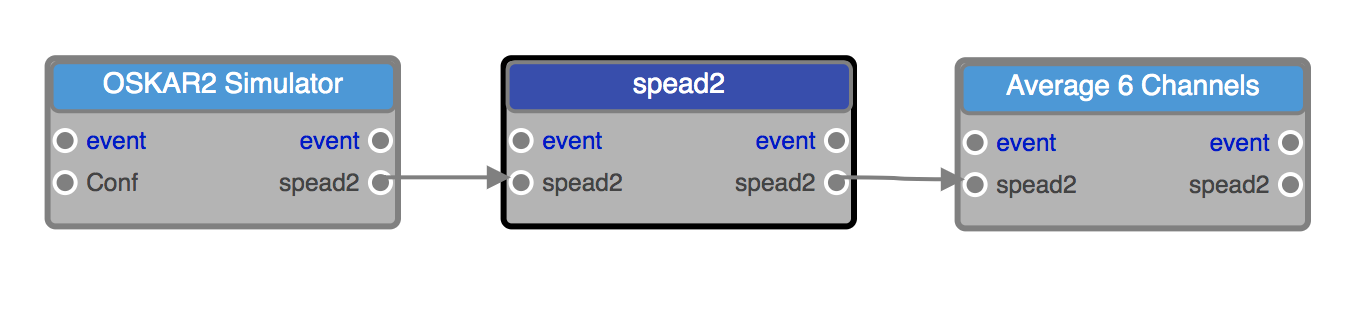 OSKAR2 Simulator
event event
Conf spead2
spead2
event event
spead2 spead2
Average 6 Channels
event event
spead2 spead2